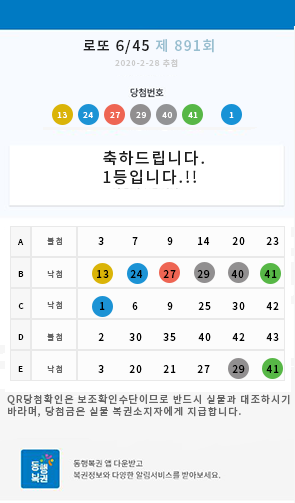 로또 6/45 제 891회
2020-2-28 추첨
당첨번호
13 24 27 29 40 41 1
축하드립니다.
1등입니다.!!
A 불첨 3 7 9 14 20 23
B 낙첨 13 24 27 29 40 41
C 낙첨 1 6 9 25 30 42
D 불첨 2 30 35 40 42 43
E 낙첨 3 20 21 27 29 41
QR당첨확인은 보조확인수단이므로 반드시 실물과 대조하시기
바라며, 당첨금은 실물 복권소지자에게 지급합니다.
동행
복권
동행복권 앱 다운받고
복권정보와 다양한 알림서비스를 받아보세요.